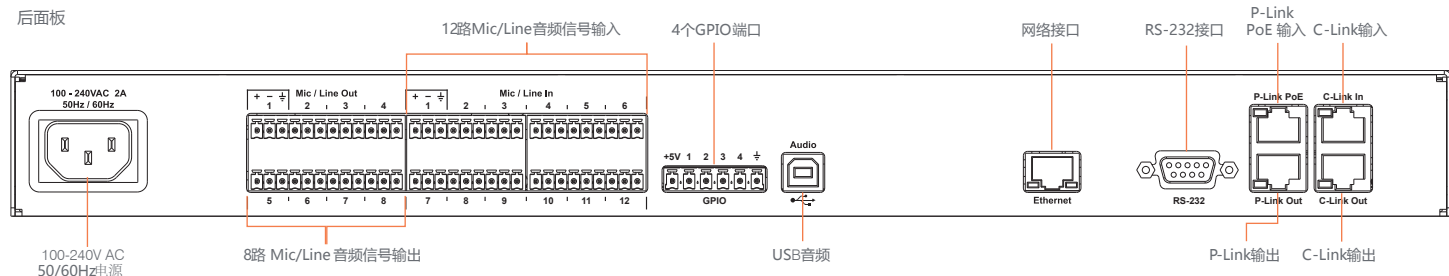 后面板
12路Mic/Line音频信号输入
4个GPIO端口
网络接口
RS-232接口
P-Link
PoE 输入
C-Link输入
100 - 240VAC 2A
50Hz / 60Hz
+ - ⏚ Mic / Line Out
1 2 3 4
+ - ⏚ Mic / Line In
1 2 3 4 5 6
P-Link PoE
C-Link In
Audio
+5V 1 2 3 4 ⏚
5 6 7 8
7 8 9 10 11 12
GPIO
Ethernet
RS-232
P-Link Out
C-Link Out
100-240V AC
50/60Hz电源
8路 Mic/Line 音频信号输出
USB音频
P-Link输出
C-Link输出